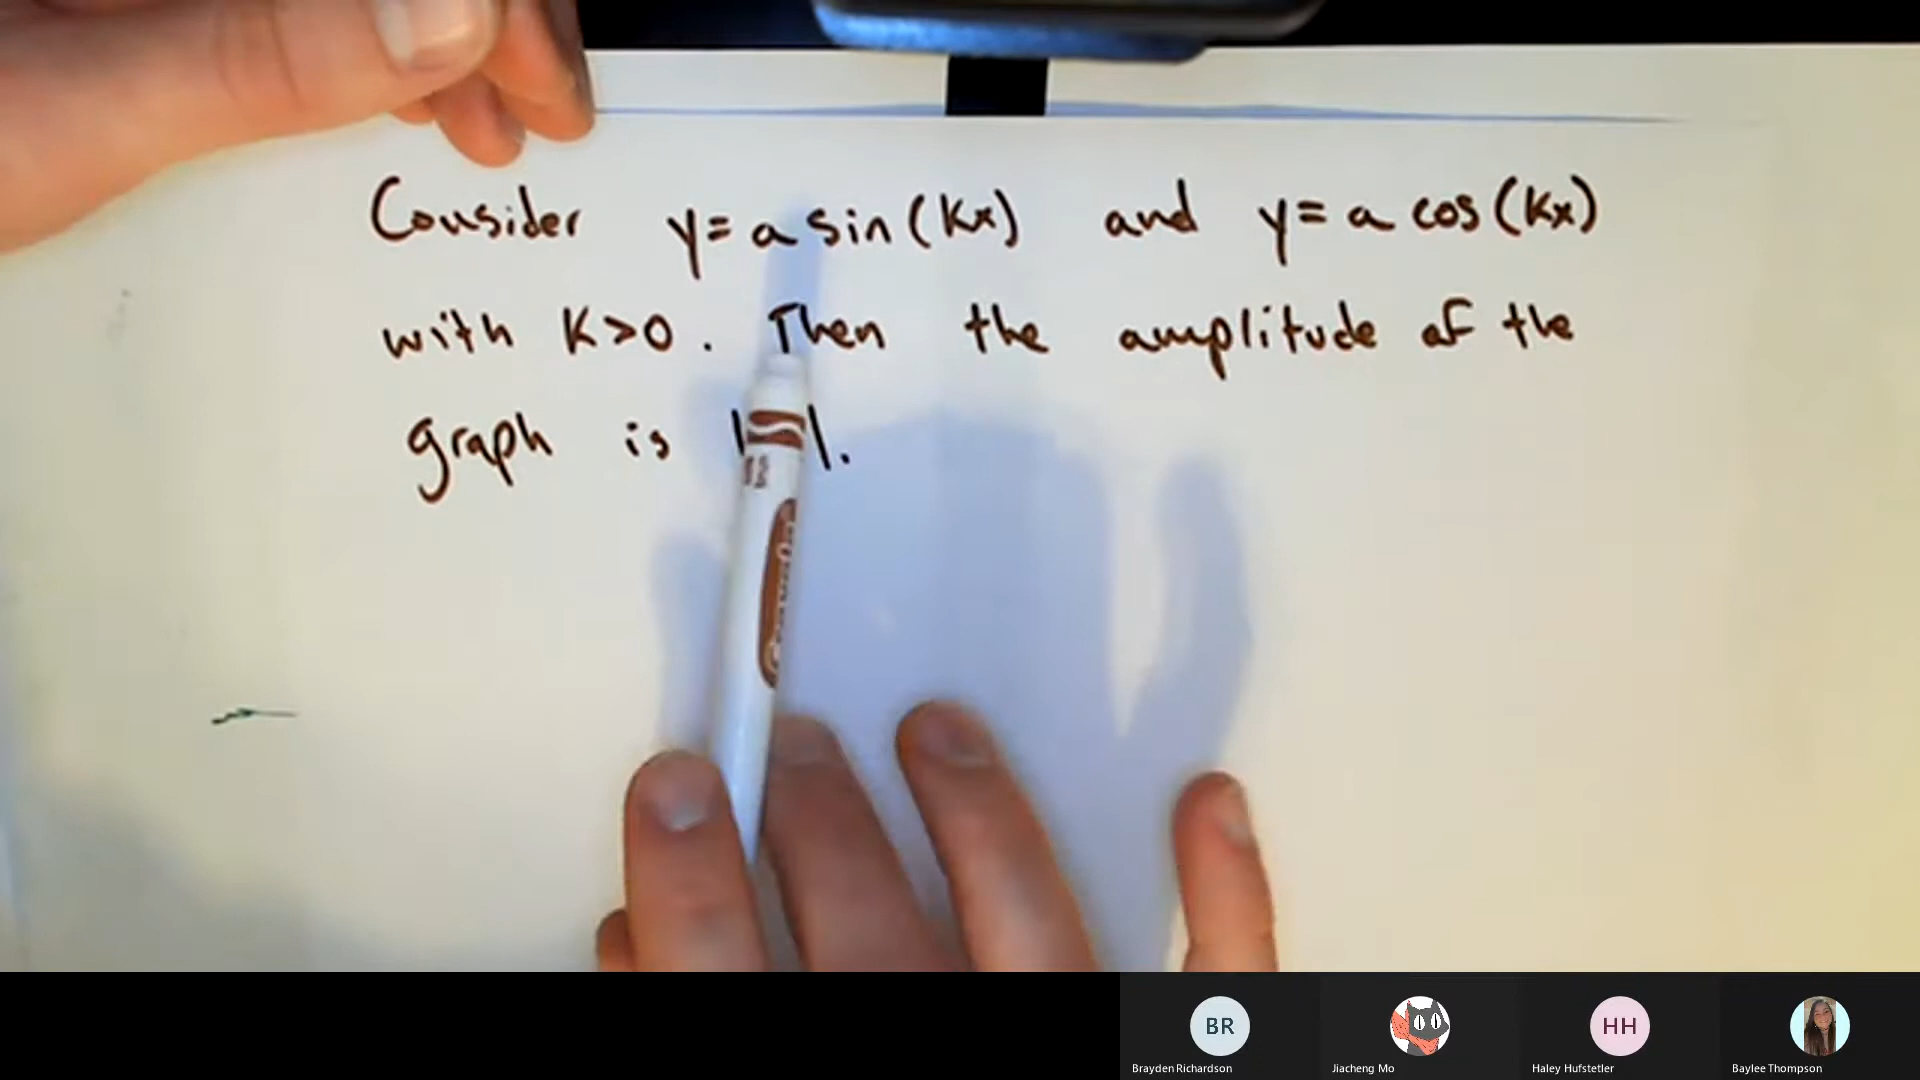 Consider y = a sin(Kx) and y = a cos(Kx)
with K>0. Then the amplitude of the
graph is | |.
BR
HH
Brayden Richardson
Jiacheng Mo
Haley Hufstetler
Baylee Thompson